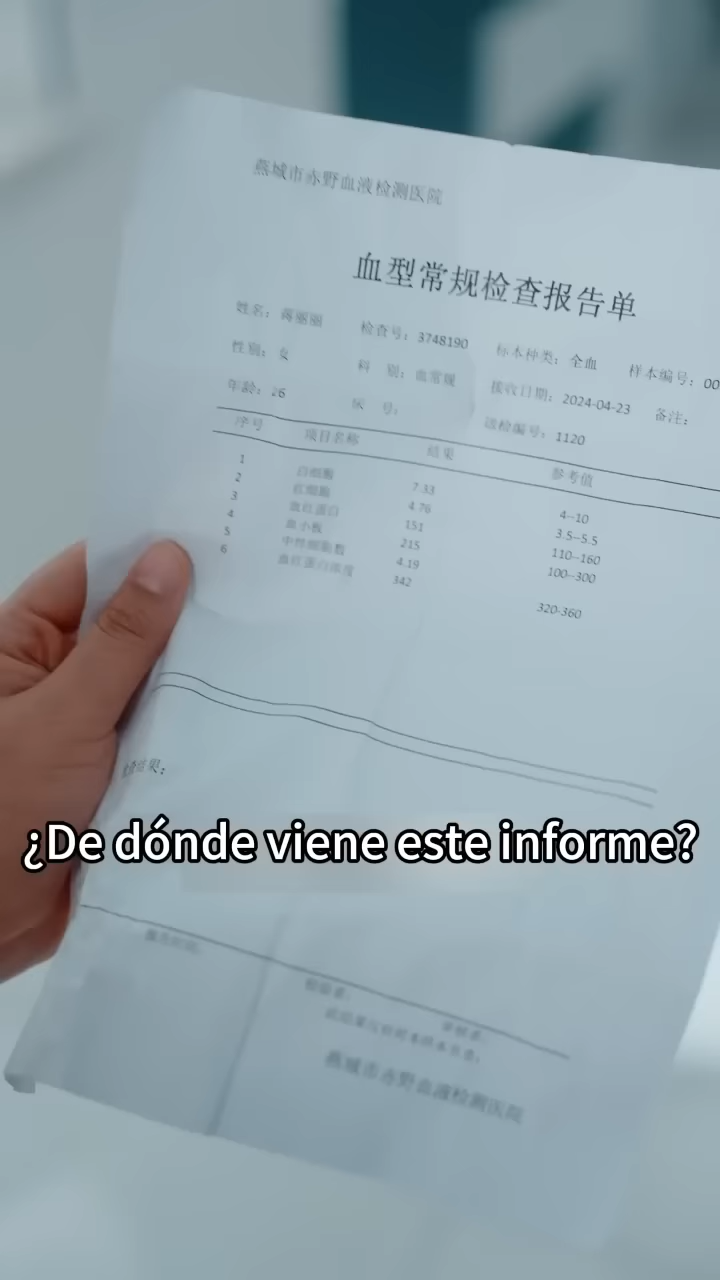 燕城市赤野血液检测医院
血型常规检查报告单
姓名：蒋丽丽 检查号：3748190 标本种类：全血 样本编号：00
性别：女 科 别：血常规 接收日期：2024-04-23 备注：
年龄：26 床 号： 送检编号：1120
序号 项目名称 结果 参考值
1 白细胞 7.33 4--10
2 红细胞 4.76 3.5--5.5
3 血红蛋白 151 110--160
4 血小板 215 100--300
5 中性细胞数 4.19
6 血红蛋白浓度 342 320-360
结果：
¿De dónde viene este informe?
燕城市赤野血液检测医院